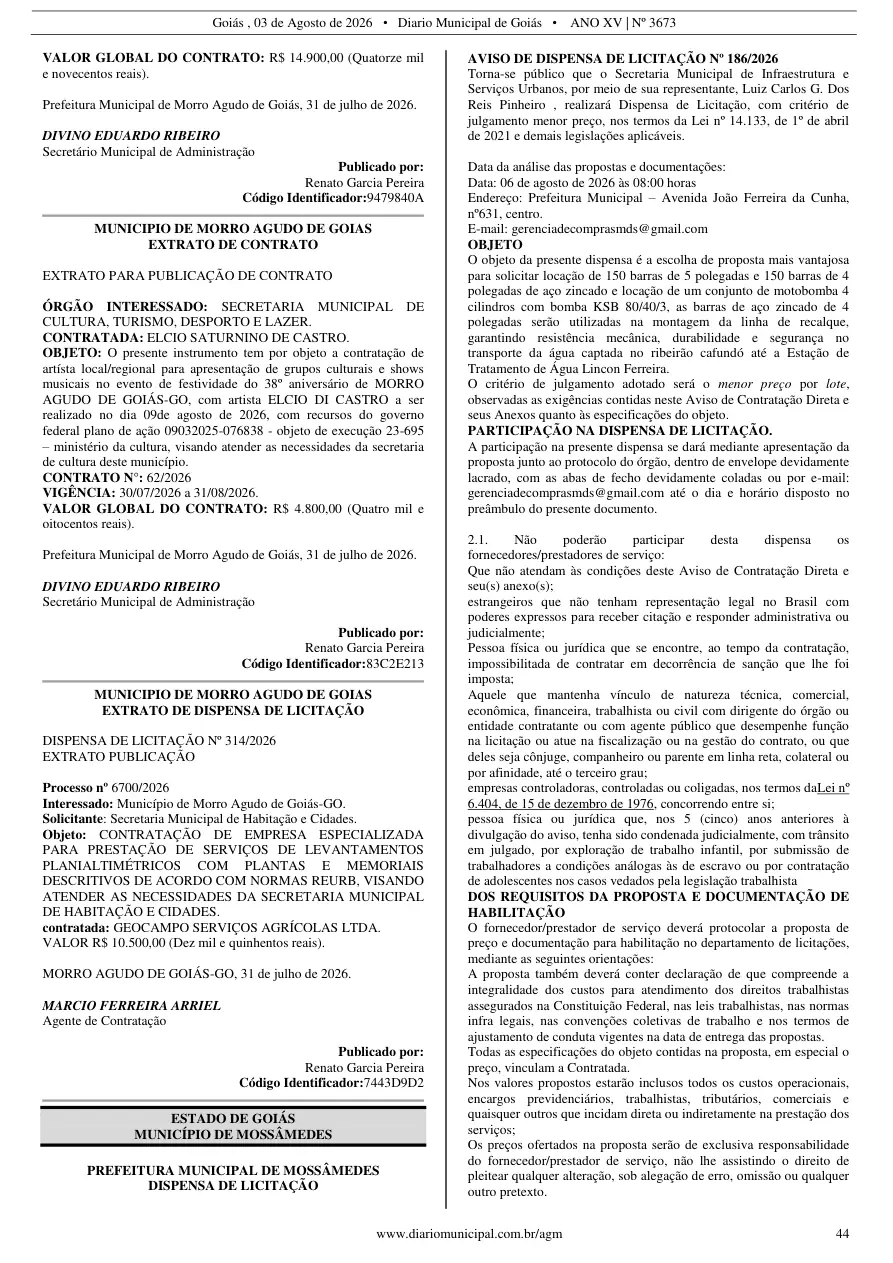 Goiás , 03 de Agosto de 2026 • Diario Municipal de Goiás • ANO XV | Nº 3673
VALOR GLOBAL DO CONTRATO: R$ 14.900,00 (Quatorze mil
e novecentos reais).
Prefeitura Municipal de Morro Agudo de Goiás, 31 de julho de 2026.
DIVINO EDUARDO RIBEIRO
Secretário Municipal de Administração
Publicado por:
Renato Garcia Pereira
Código Identificador:9479840A
MUNICIPIO DE MORRO AGUDO DE GOIAS
EXTRATO DE CONTRATO
EXTRATO PARA PUBLICAÇÃO DE CONTRATO
ÓRGÃO INTERESSADO: SECRETARIA MUNICIPAL DE
CULTURA, TURISMO, DESPORTO E LAZER.
CONTRATADA: ELCIO SATURNINO DE CASTRO.
OBJETO: O presente instrumento tem por objeto a contratação de
artísta local/regional para apresentação de grupos culturais e shows
musicais no evento de festividade do 38º aniversário de MORRO
AGUDO DE GOIÁS-GO, com artista ELCIO DI CASTRO a ser
realizado no dia 09de agosto de 2026, com recursos do governo
federal plano de ação 09032025-076838 - objeto de execução 23-695
– ministério da cultura, visando atender as necessidades da secretaria
de cultura deste município.
CONTRATO N°: 62/2026
VIGÊNCIA: 30/07/2026 a 31/08/2026.
VALOR GLOBAL DO CONTRATO: R$ 4.800,00 (Quatro mil e
oitocentos reais).
Prefeitura Municipal de Morro Agudo de Goiás, 31 de julho de 2026.
DIVINO EDUARDO RIBEIRO
Secretário Municipal de Administração
Publicado por:
Renato Garcia Pereira
Código Identificador:83C2E213
MUNICIPIO DE MORRO AGUDO DE GOIAS
EXTRATO DE DISPENSA DE LICITAÇÃO
DISPENSA DE LICITAÇÃO Nº 314/2026
EXTRATO PUBLICAÇÃO
Processo nº 6700/2026
Interessado: Município de Morro Agudo de Goiás-GO.
Solicitante: Secretaria Municipal de Habitação e Cidades.
Objeto: CONTRATAÇÃO DE EMPRESA ESPECIALIZADA
PARA PRESTAÇÃO DE SERVIÇOS DE LEVANTAMENTOS
PLANIALTIMÉTRICOS COM PLANTAS E MEMORIAIS
DESCRITIVOS DE ACORDO COM NORMAS REURB, VISANDO
ATENDER AS NECESSIDADES DA SECRETARIA MUNICIPAL
DE HABITAÇÃO E CIDADES.
contratada: GEOCAMPO SERVIÇOS AGRÍCOLAS LTDA.
VALOR R$ 10.500,00 (Dez mil e quinhentos reais).
MORRO AGUDO DE GOIÁS-GO, 31 de julho de 2026.
MARCIO FERREIRA ARRIEL
Agente de Contratação
Publicado por:
Renato Garcia Pereira
Código Identificador:7443D9D2
ESTADO DE GOIÁS
MUNICÍPIO DE MOSSÂMEDES
PREFEITURA MUNICIPAL DE MOSSÂMEDES
DISPENSA DE LICITAÇÃO
AVISO DE DISPENSA DE LICITAÇÃO Nº 186/2026
Torna-se público que o Secretaria Municipal de Infraestrutura e
Serviços Urbanos, por meio de sua representante, Luiz Carlos G. Dos
Reis Pinheiro , realizará Dispensa de Licitação, com critério de
julgamento menor preço, nos termos da Lei nº 14.133, de 1º de abril
de 2021 e demais legislações aplicáveis.
Data da análise das propostas e documentações:
Data: 06 de agosto de 2026 às 08:00 horas
Endereço: Prefeitura Municipal – Avenida João Ferreira da Cunha,
nº631, centro.
E-mail: gerenciadecomprasmds@gmail.com
OBJETO
O objeto da presente dispensa é a escolha de proposta mais vantajosa
para solicitar locação de 150 barras de 5 polegadas e 150 barras de 4
polegadas de aço zincado e locação de um conjunto de motobomba 4
cilindros com bomba KSB 80/40/3, as barras de aço zincado de 4
polegadas serão utilizadas na montagem da linha de recalque,
garantindo resistência mecânica, durabilidade e segurança no
transporte da água captada no ribeirão cafundó até a Estação de
Tratamento de Água Lincon Ferreira.
O critério de julgamento adotado será o menor preço por lote,
observadas as exigências contidas neste Aviso de Contratação Direta e
seus Anexos quanto às especificações do objeto.
PARTICIPAÇÃO NA DISPENSA DE LICITAÇÃO.
A participação na presente dispensa se dará mediante apresentação da
proposta junto ao protocolo do órgão, dentro de envelope devidamente
lacrado, com as abas de fecho devidamente coladas ou por e-mail:
gerenciadecomprasmds@gmail.com até o dia e horário disposto no
preâmbulo do presente documento.
2.1. Não poderão participar desta dispensa os
fornecedores/prestadores de serviço:
Que não atendam às condições deste Aviso de Contratação Direta e
seu(s) anexo(s);
estrangeiros que não tenham representação legal no Brasil com
poderes expressos para receber citação e responder administrativa ou
judicialmente;
Pessoa física ou jurídica que se encontre, ao tempo da contratação,
impossibilitada de contratar em decorrência de sanção que lhe foi
imposta;
Aquele que mantenha vínculo de natureza técnica, comercial,
econômica, financeira, trabalhista ou civil com dirigente do órgão ou
entidade contratante ou com agente público que desempenhe função
na licitação ou atue na fiscalização ou na gestão do contrato, ou que
deles seja cônjuge, companheiro ou parente em linha reta, colateral ou
por afinidade, até o terceiro grau;
empresas controladoras, controladas ou coligadas, nos termos daLei nº
6.404, de 15 de dezembro de 1976, concorrendo entre si;
pessoa física ou jurídica que, nos 5 (cinco) anos anteriores à
divulgação do aviso, tenha sido condenada judicialmente, com trânsito
em julgado, por exploração de trabalho infantil, por submissão de
trabalhadores a condições análogas às de escravo ou por contratação
de adolescentes nos casos vedados pela legislação trabalhista
DOS REQUISITOS DA PROPOSTA E DOCUMENTAÇÃO DE
HABILITAÇÃO
O fornecedor/prestador de serviço deverá protocolar a proposta de
preço e documentação para habilitação no departamento de licitações,
mediante as seguintes orientações:
A proposta também deverá conter declaração de que compreende a
integralidade dos custos para atendimento dos direitos trabalhistas
assegurados na Constituição Federal, nas leis trabalhistas, nas normas
infra legais, nas convenções coletivas de trabalho e nos termos de
ajustamento de conduta vigentes na data de entrega das propostas.
Todas as especificações do objeto contidas na proposta, em especial o
preço, vinculam a Contratada.
Nos valores propostos estarão inclusos todos os custos operacionais,
encargos previdenciários, trabalhistas, tributários, comerciais e
quaisquer outros que incidam direta ou indiretamente na prestação dos
serviços;
Os preços ofertados na proposta serão de exclusiva responsabilidade
do fornecedor/prestador de serviço, não lhe assistindo o direito de
pleitear qualquer alteração, sob alegação de erro, omissão ou qualquer
outro pretexto.
www.diariomunicipal.com.br/agm 44